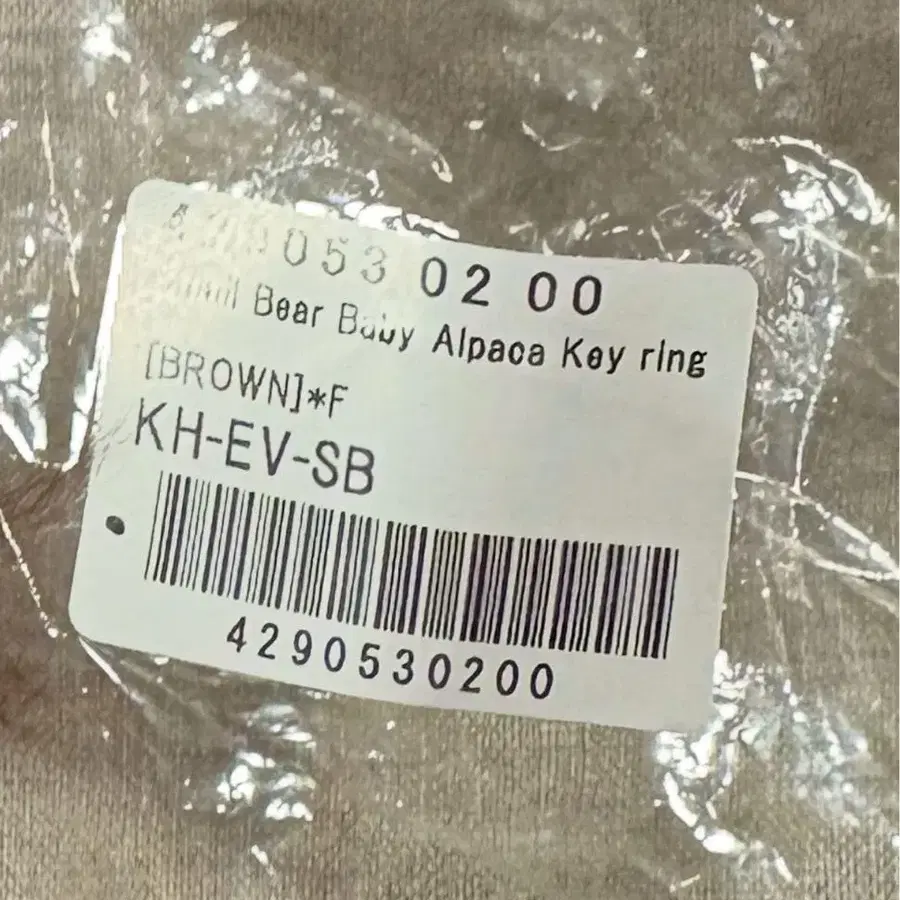 053 02 00
Bear Baby Alpaca Key ring
[BROWN]*F
KH-EV-SB
4290530200